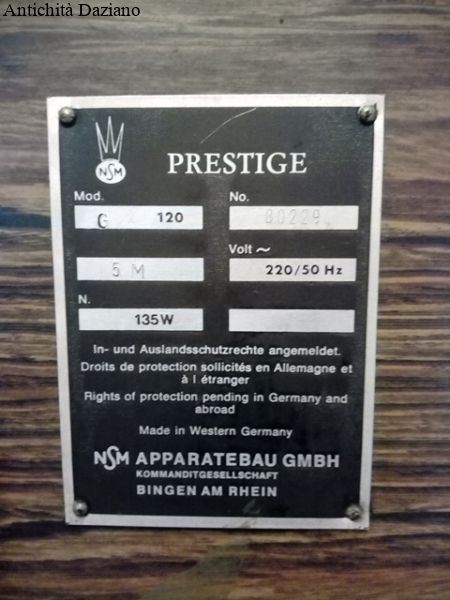 Antichità Daziano
NSM
PRESTIGE
Mod. No.
G 120 80229
Volt ~
5 M 220/50 Hz
N.
135W
In- und Auslandsschutzrechte angemeldet.
Droits de protection sollicités en Allemagne et
à l étranger
Rights of protection pending in Germany and
abroad
Made in Western Germany
NSM APPARATEBAU GMBH
KOMMANDITGESELLSCHAFT
BINGEN AM RHEIN